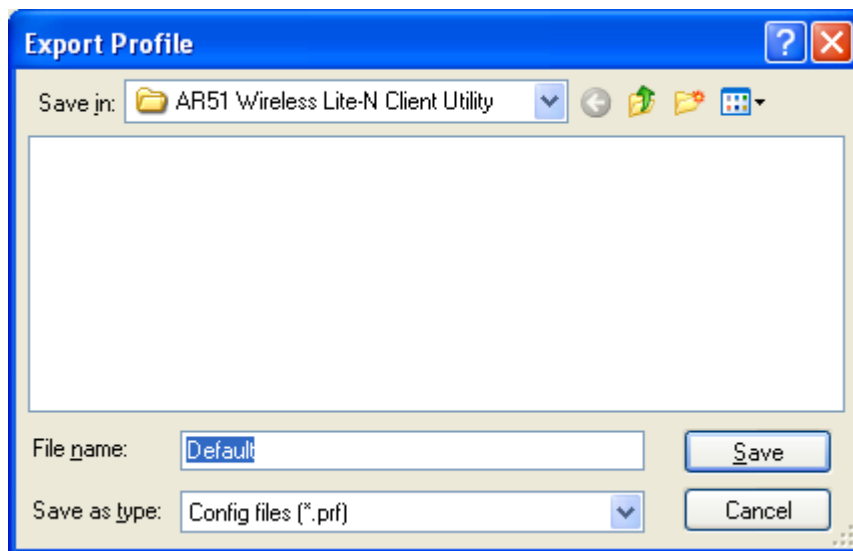 Export Profile
Save in: AR51 Wireless Lite-N Client Utility
File name: Default Save
Save as type: Config files (*.prf) Cancel